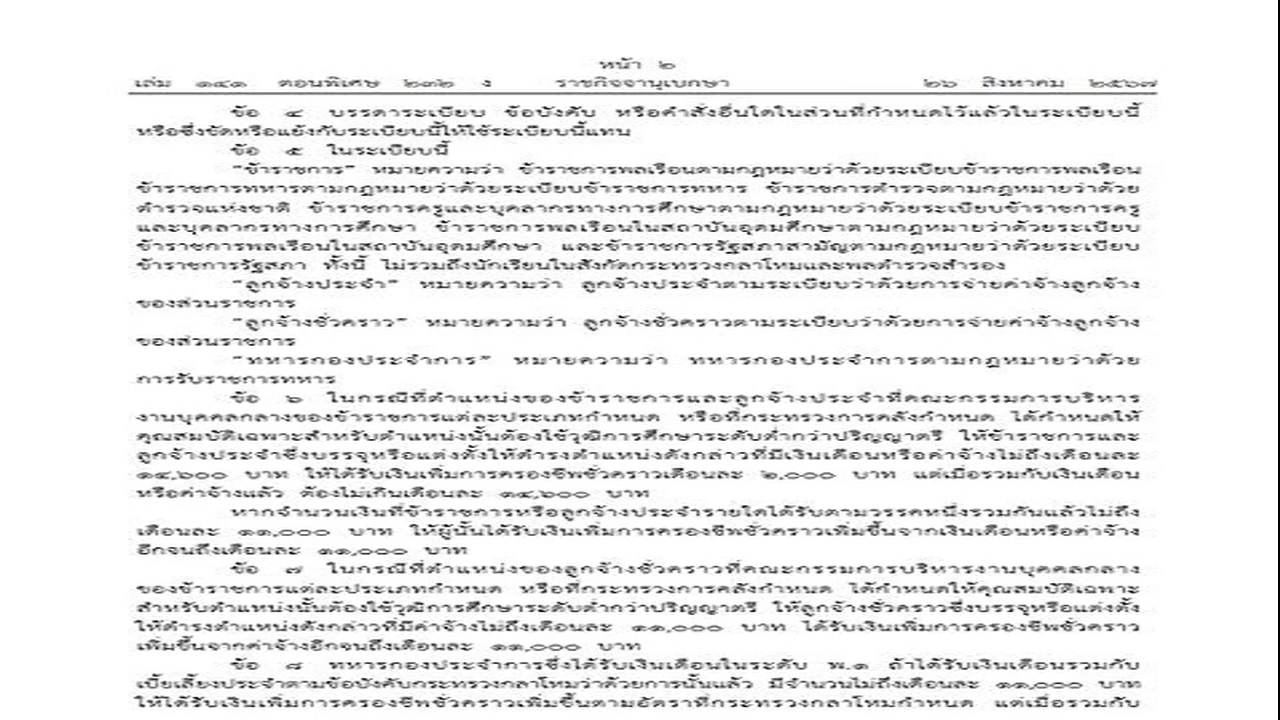 หน้า ๒
เล่ม ๑๔๑ ตอนพิเศษ ๒๓๒ ง ราชกิจจานุเบกษา ๒๖ สิงหาคม ๒๕๖๗
ข้อ ๔ บรรดาระเบียบ ข้อบังคับ หรือคำสั่งอื่นใดในส่วนที่กำหนดไว้แล้วในระเบียบนี้
หรือซึ่งขัดหรือแย้งกับระเบียบนี้ให้ใช้ระเบียบนี้แทน
ข้อ ๕ ในระเบียบนี้
“ข้าราชการ” หมายความว่า ข้าราชการพลเรือนตามกฎหมายว่าด้วยระเบียบข้าราชการพลเรือน
ข้าราชการทหารตามกฎหมายว่าด้วยระเบียบข้าราชการทหาร ข้าราชการตำรวจตามกฎหมายว่าด้วย
ตำรวจแห่งชาติ ข้าราชการครูและบุคลากรทางการศึกษาตามกฎหมายว่าด้วยระเบียบข้าราชการครู
และบุคลากรทางการศึกษา ข้าราชการพลเรือนในสถาบันอุดมศึกษาตามกฎหมายว่าด้วยระเบียบ
ข้าราชการพลเรือนในสถาบันอุดมศึกษา และข้าราชการรัฐสภาสามัญตามกฎหมายว่าด้วยระเบียบ
ข้าราชการรัฐสภา ทั้งนี้ ไม่รวมถึงนักเรียนในสังกัดกระทรวงกลาโหมและพลตำรวจสำรอง
“ลูกจ้างประจำ” หมายความว่า ลูกจ้างประจำตามระเบียบว่าด้วยการจ่ายค่าจ้างลูกจ้าง
ของส่วนราชการ
“ลูกจ้างชั่วคราว” หมายความว่า ลูกจ้างชั่วคราวตามระเบียบว่าด้วยการจ่ายค่าจ้างลูกจ้าง
ของส่วนราชการ
“ทหารกองประจำการ” หมายความว่า ทหารกองประจำการตามกฎหมายว่าด้วย
การรับราชการทหาร
ข้อ ๖ ในกรณีที่ตำแหน่งของข้าราชการและลูกจ้างประจำที่คณะกรรมการบริหาร
งานบุคคลกลางของข้าราชการแต่ละประเภทกำหนด หรือที่กระทรวงการคลังกำหนด ได้กำหนดให้
คุณสมบัติเฉพาะสำหรับตำแหน่งนั้นต้องใช้วุฒิการศึกษาระดับต่ำกว่าปริญญาตรี ให้ข้าราชการและ
ลูกจ้างประจำซึ่งบรรจุหรือแต่งตั้งให้ดำรงตำแหน่งดังกล่าวที่มีเงินเดือนหรือค่าจ้างไม่ถึงเดือนละ
๑๔,๖๐๐ บาท ให้ได้รับเงินเพิ่มการครองชีพชั่วคราวเดือนละ ๒,๐๐๐ บาท แต่เมื่อรวมกับเงินเดือน
หรือค่าจ้างแล้ว ต้องไม่เกินเดือนละ ๑๔,๖๐๐ บาท
หากจำนวนเงินที่ข้าราชการหรือลูกจ้างประจำรายใดได้รับตามวรรคหนึ่งรวมกันแล้วไม่ถึง
เดือนละ ๑๑,๐๐๐ บาท ให้ผู้นั้นได้รับเงินเพิ่มการครองชีพชั่วคราวเพิ่มขึ้นจากเงินเดือนหรือค่าจ้าง
อีกจนถึงเดือนละ ๑๑,๐๐๐ บาท
ข้อ ๗ ในกรณีที่ตำแหน่งของลูกจ้างชั่วคราวที่คณะกรรมการบริหารงานบุคคลกลาง
ของข้าราชการแต่ละประเภทกำหนด หรือที่กระทรวงการคลังกำหนด ได้กำหนดให้คุณสมบัติเฉพาะ
สำหรับตำแหน่งนั้นต้องใช้วุฒิการศึกษาระดับต่ำกว่าปริญญาตรี ให้ลูกจ้างชั่วคราวซึ่งบรรจุหรือแต่งตั้ง
ให้ดำรงตำแหน่งดังกล่าวที่มีค่าจ้างไม่ถึงเดือนละ ๑๑,๐๐๐ บาท ได้รับเงินเพิ่มการครองชีพชั่วคราว
เพิ่มขึ้นจากค่าจ้างอีกจนถึงเดือนละ ๑๑,๐๐๐ บาท
ข้อ ๘ ทหารกองประจำการซึ่งได้รับเงินเดือนในระดับ พ.๑ ถ้าได้รับเงินเดือนรวมกับ
เบี้ยเลี้ยงประจำตามข้อบังคับกระทรวงกลาโหมว่าด้วยการนั้นแล้ว มีจำนวนไม่ถึงเดือนละ ๑๑,๐๐๐ บาท
ให้ได้รับเงินเพิ่มการครองชีพชั่วคราวเพิ่มขึ้นตามอัตราที่กระทรวงกลาโหมกำหนด แต่เมื่อรวมกับ